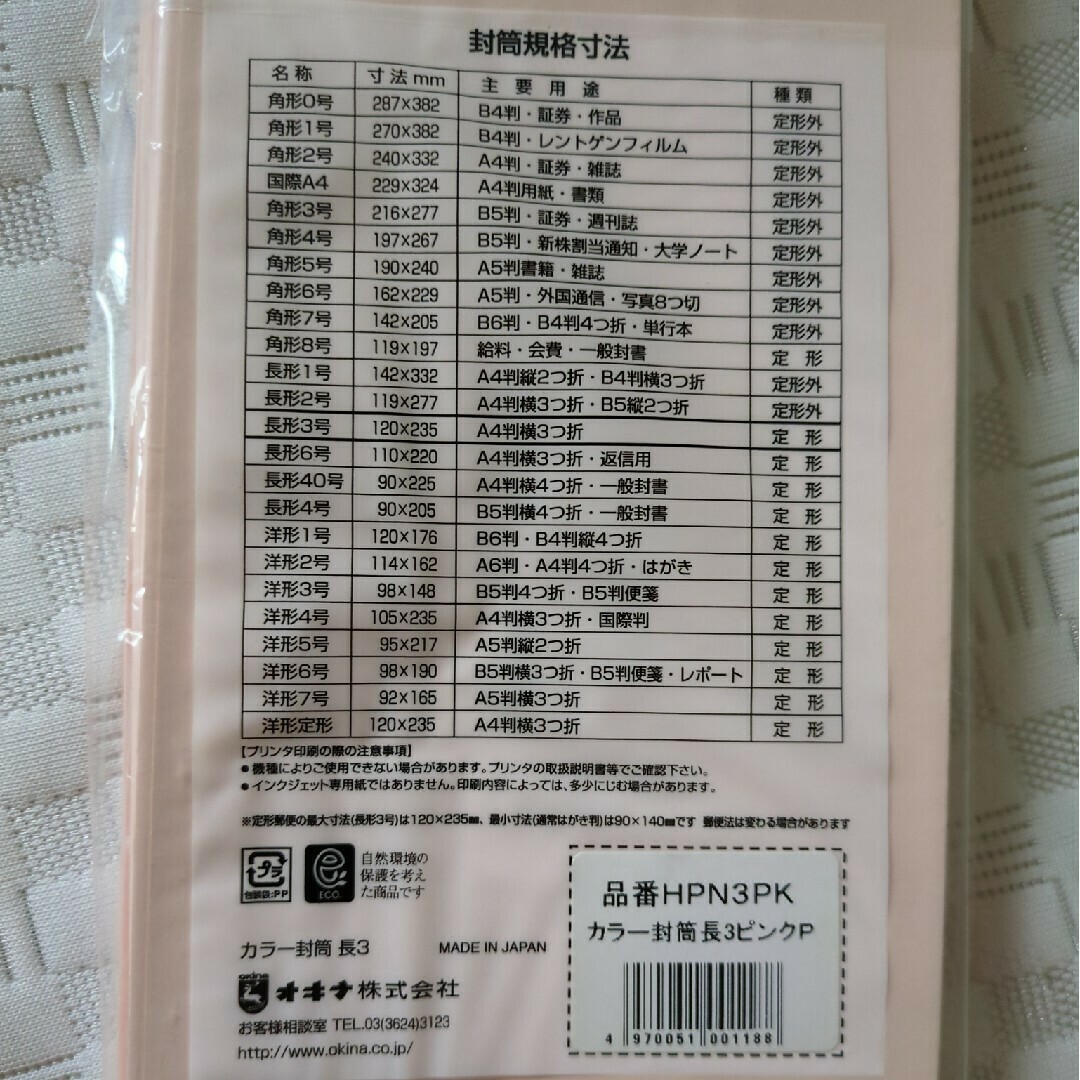 封筒規格寸法
名称 寸法mm 主要用途 種類
角形0号 287×382 B4判・証券・作品 定形外
角形1号 270×382 B4判・レントゲンフィルム 定形外
角形2号 240×332 A4判・証券・雑誌 定形外
国際A4 229×324 A4判用紙・書類 定形外
角形3号 216×277 B5判・証券・週刊誌 定形外
角形4号 197×267 B5判・新株割当通知・大学ノート 定形外
角形5号 190×240 A5判書籍・雑誌 定形外
角形6号 162×229 A5判・外国通信・写真8つ切 定形外
角形7号 142×205 B6判・B4判4つ折・単行本 定形外
角形8号 119×197 給料・会費・一般封書 定形
長形1号 142×332 A4判縦2つ折・B4判横3つ折 定形外
長形2号 119×277 A4判横3つ折・B5縦2つ折 定形外
長形3号 120×235 A4判横3つ折 定形
長形6号 110×220 A4判横3つ折・返信用 定形
長形40号 90×225 A4判横4つ折・一般封書 定形
長形4号 90×205 B5判横4つ折・一般封書 定形
洋形1号 120×176 B6判・B4判縦4つ折 定形
洋形2号 114×162 A6判・A4判4つ折・はがき 定形
洋形3号 98×148 B5判4つ折・B5判便箋 定形
洋形4号 105×235 A4判横3つ折・国際判 定形
洋形5号 95×217 A5判縦2つ折 定形
洋形6号 98×190 B5判横3つ折・B5判便箋・レポート 定形
洋形7号 92×165 A5判横3つ折 定形
洋形定形 120×235 A4判横3つ折 定形
【プリンタ印刷の際の注意事項】
●機種によりご使用できない場合があります。プリンタの取扱説明書等でご確認下さい。
●インクジェット専用紙ではありません。印刷内容によっては、多少にじむ場合があります。
※定形郵便の最大寸法(長形3号)は120×235㎜、最小寸法(通常はがき判)は90×140㎜です 郵便法は変わる場合があります
プラ
包装袋:PP
ECO
自然環境の
保護を考え
た商品です
カラー封筒 長3 MADE IN JAPAN
okina
オキナ株式会社
お客様相談室 TEL.03(3624)3123
http://www.okina.co.jp/
品番HPN3PK
カラー封筒長3ピンクP
4 970051 001188